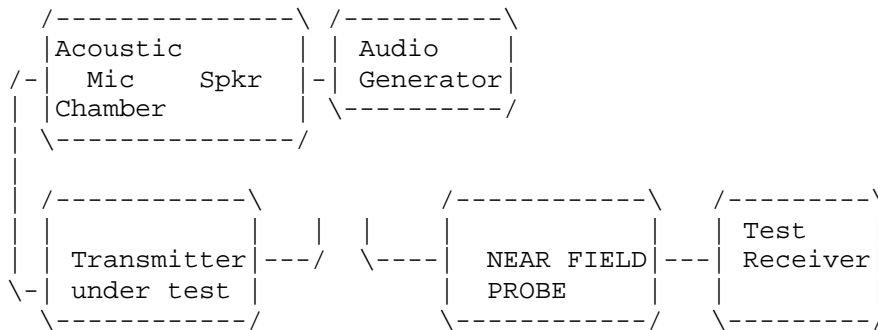 Acoustic
Mic Spkr
Chamber
Audio
Generator
Transmitter
under test
NEAR FIELD
PROBE
Test
Receiver